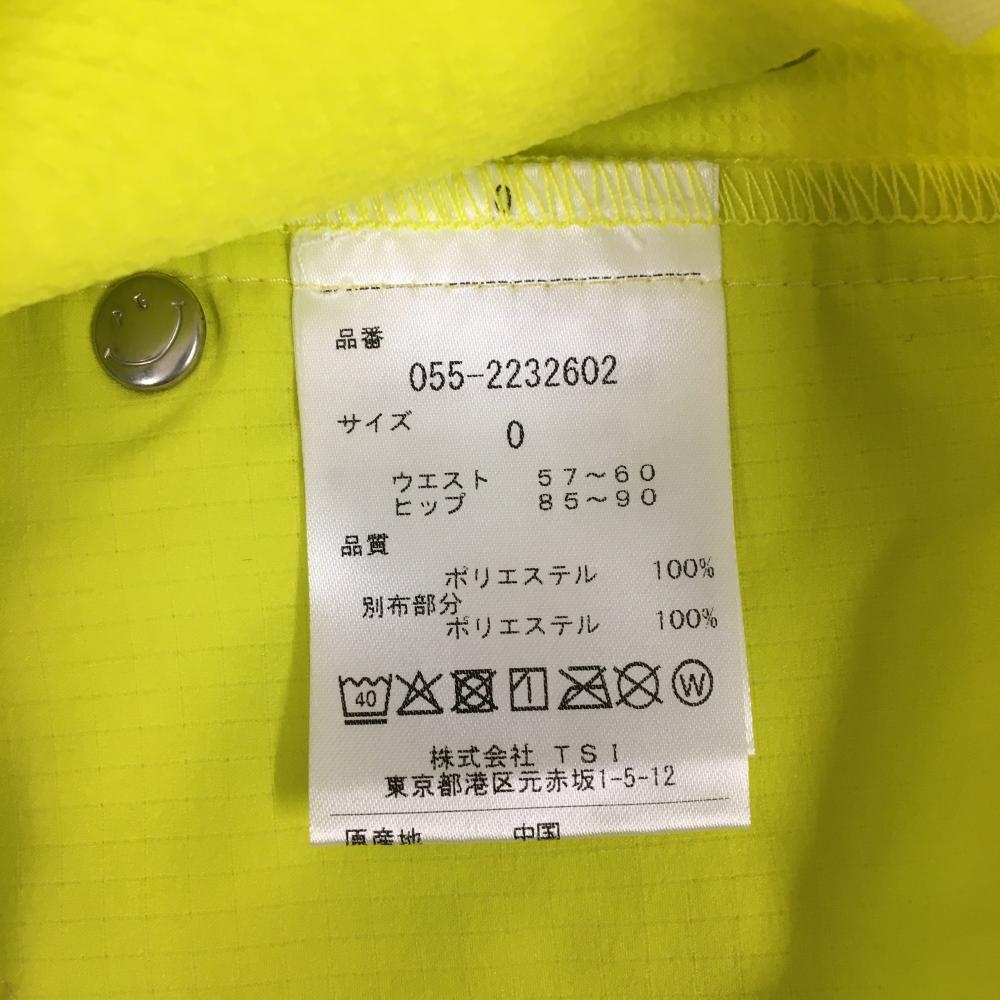 0
PG
品番
055-2232602
サイズ
0
ウエスト 57～60
ヒップ 85～90
品質
ポリエステル 100%
別布部分
ポリエステル 100%
40 W
株式会社 TSI
東京都港区元赤坂1-5-12
原産地 中国